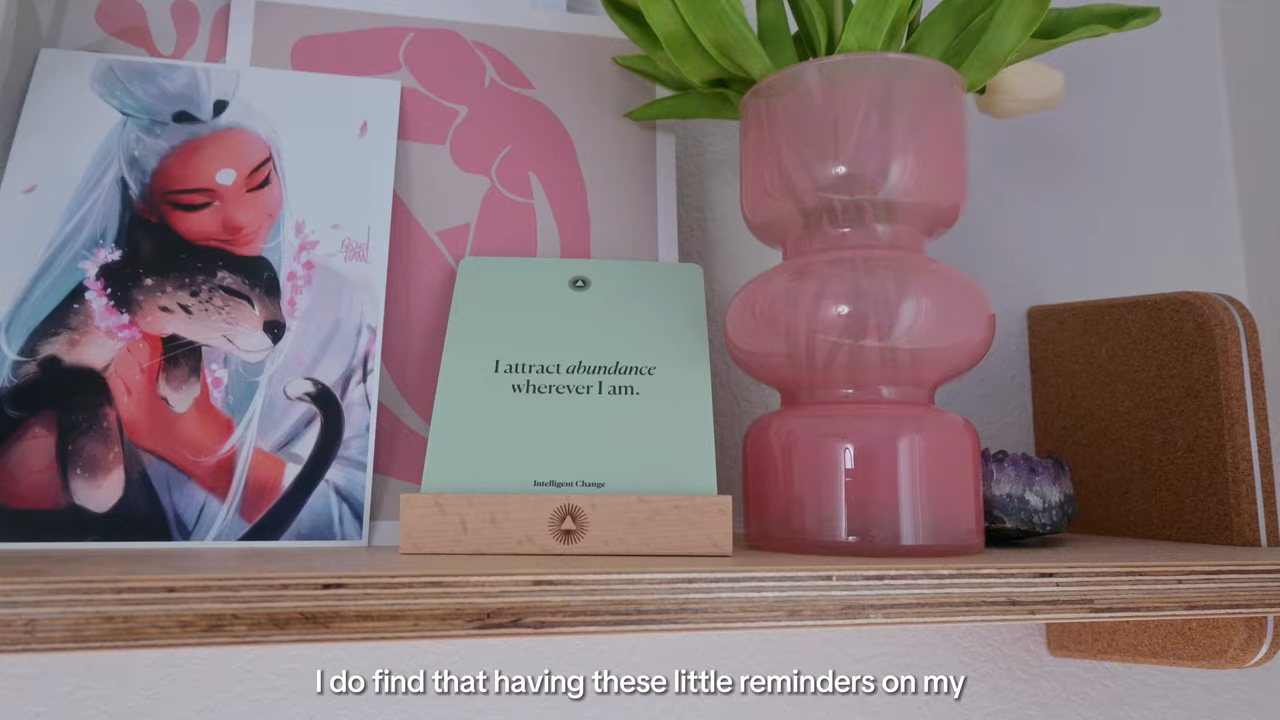 I attract abundance
wherever I am.
Intelligent Change
I do find that having these little reminders on my